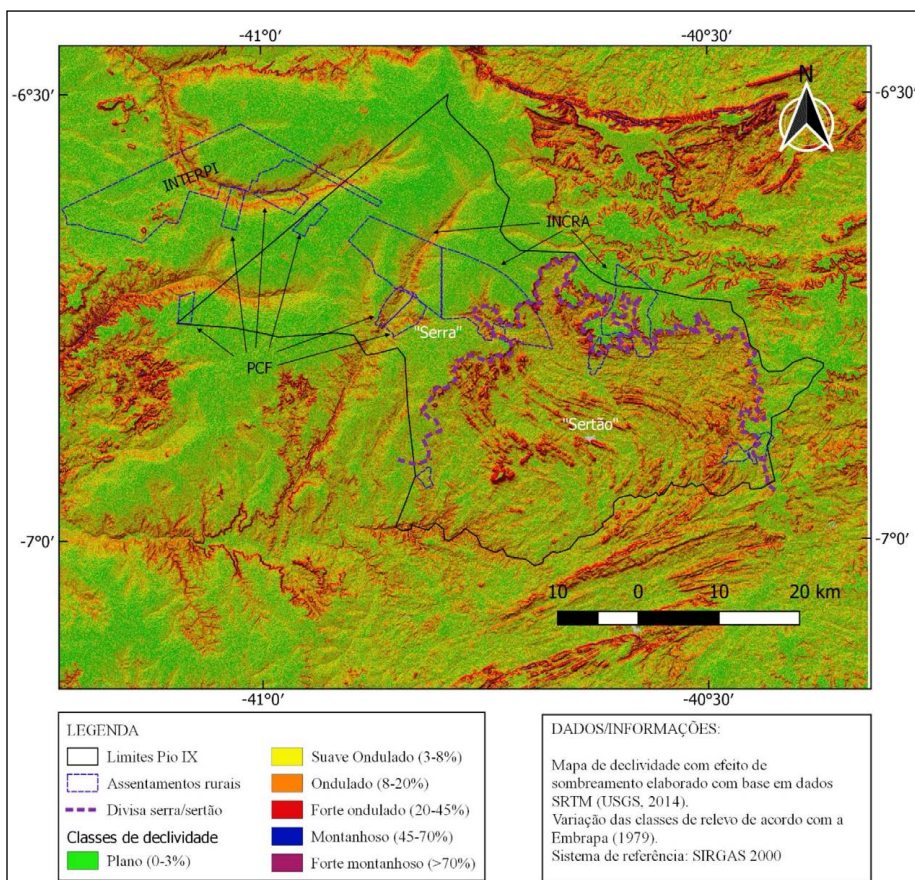 -41°0'
-40°30'
-6°30'
-6°30'
N
INTERPI
INCRA
"Serra"
PCF
"Sertão"
-7°0'
-7°0'
10 0 10 20 km
-41°0'
-40°30'
LEGENDA
Limites Pio IX
Assentamentos rurais
Divisa serra/sertão
Classes de declividade
Plano (0-3%)
Suave Ondulado (3-8%)
Ondulado (8-20%)
Forte ondulado (20-45%)
Montanhoso (45-70%)
Forte montanhoso (>70%)
DADOS/INFORMAÇÕES:
Mapa de declividade com efeito de
sombreamento elaborado com base em dados
SRTM (USGS, 2014).
Variação das classes de relevo de acordo com a
Embrapa (1979).
Sistema de referência: SIRGAS 2000